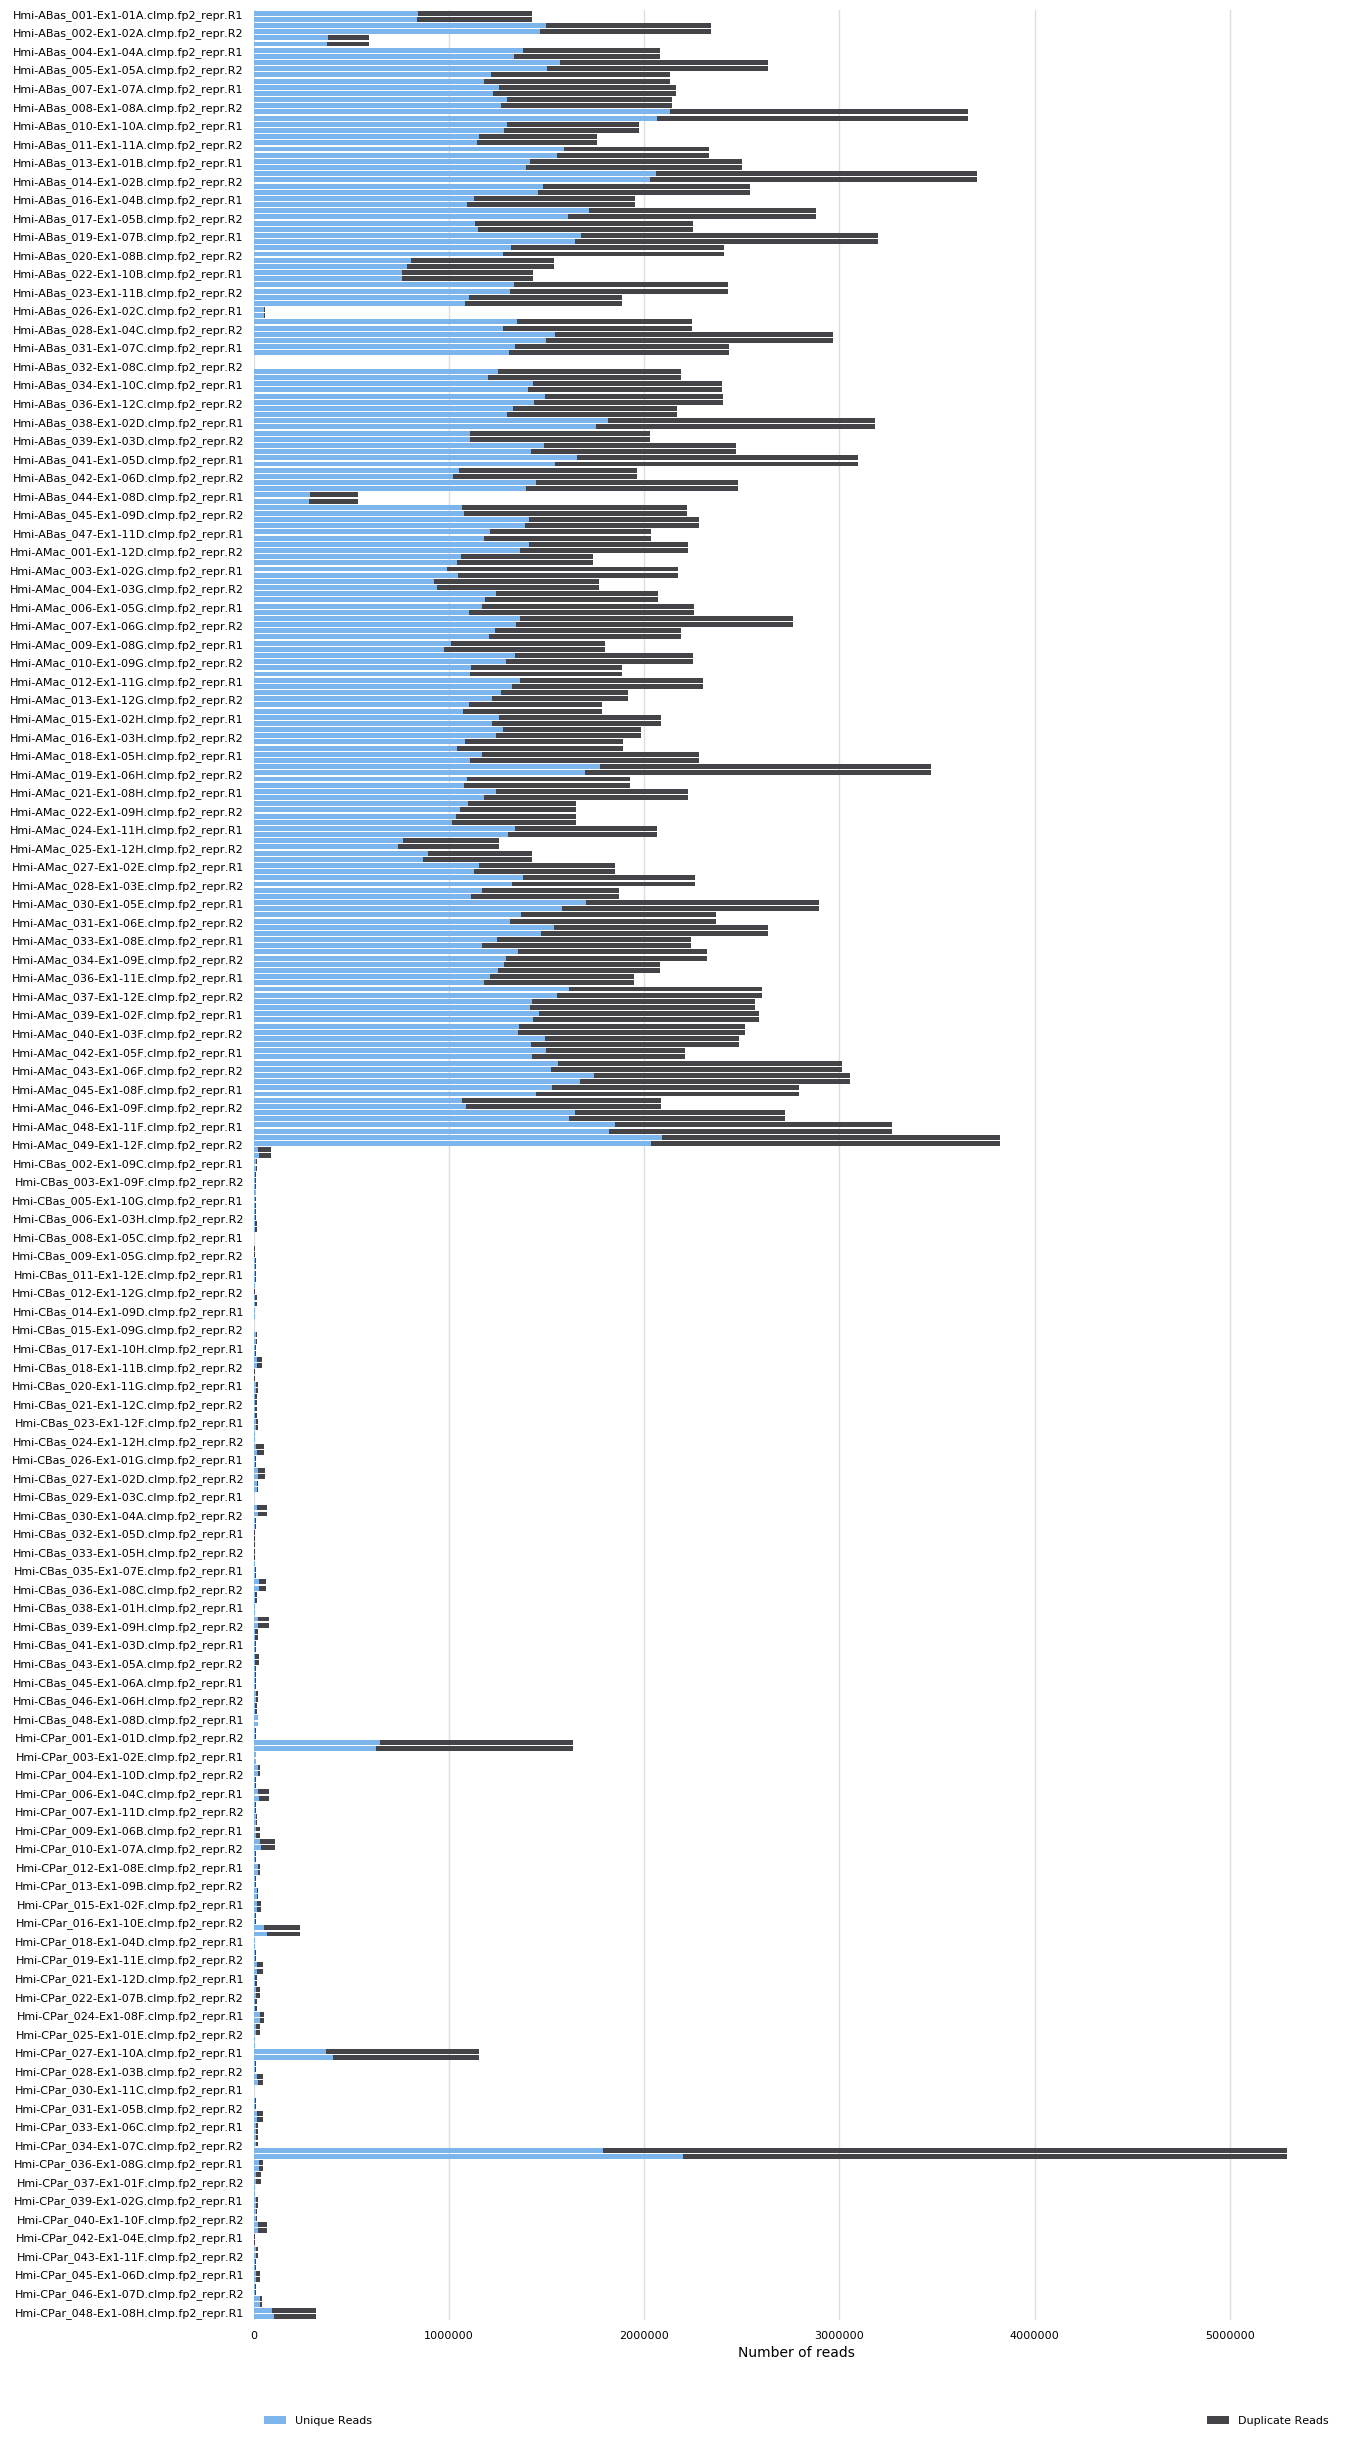 Hmi-ABas_001-Ex1-01A.clmp.fp2_repr.R1
Hmi-ABas_002-Ex1-02A.clmp.fp2_repr.R2
Hmi-ABas_004-Ex1-04A.clmp.fp2_repr.R1
Hmi-ABas_005-Ex1-05A.clmp.fp2_repr.R2
Hmi-ABas_007-Ex1-07A.clmp.fp2_repr.R1
Hmi-ABas_008-Ex1-08A.clmp.fp2_repr.R2
Hmi-ABas_010-Ex1-10A.clmp.fp2_repr.R1
Hmi-ABas_011-Ex1-11A.clmp.fp2_repr.R2
Hmi-ABas_013-Ex1-01B.clmp.fp2_repr.R1
Hmi-ABas_014-Ex1-02B.clmp.fp2_repr.R2
Hmi-ABas_016-Ex1-04B.clmp.fp2_repr.R1
Hmi-ABas_017-Ex1-05B.clmp.fp2_repr.R2
Hmi-ABas_019-Ex1-07B.clmp.fp2_repr.R1
Hmi-ABas_020-Ex1-08B.clmp.fp2_repr.R2
Hmi-ABas_022-Ex1-10B.clmp.fp2_repr.R1
Hmi-ABas_023-Ex1-11B.clmp.fp2_repr.R2
Hmi-ABas_026-Ex1-02C.clmp.fp2_repr.R1
Hmi-ABas_028-Ex1-04C.clmp.fp2_repr.R2
Hmi-ABas_031-Ex1-07C.clmp.fp2_repr.R1
Hmi-ABas_032-Ex1-08C.clmp.fp2_repr.R2
Hmi-ABas_034-Ex1-10C.clmp.fp2_repr.R1
Hmi-ABas_036-Ex1-12C.clmp.fp2_repr.R2
Hmi-ABas_038-Ex1-02D.clmp.fp2_repr.R1
Hmi-ABas_039-Ex1-03D.clmp.fp2_repr.R2
Hmi-ABas_041-Ex1-05D.clmp.fp2_repr.R1
Hmi-ABas_042-Ex1-06D.clmp.fp2_repr.R2
Hmi-ABas_044-Ex1-08D.clmp.fp2_repr.R1
Hmi-ABas_045-Ex1-09D.clmp.fp2_repr.R2
Hmi-ABas_047-Ex1-11D.clmp.fp2_repr.R1
Hmi-AMac_001-Ex1-12D.clmp.fp2_repr.R2
Hmi-AMac_003-Ex1-02G.clmp.fp2_repr.R1
Hmi-AMac_004-Ex1-03G.clmp.fp2_repr.R2
Hmi-AMac_006-Ex1-05G.clmp.fp2_repr.R1
Hmi-AMac_007-Ex1-06G.clmp.fp2_repr.R2
Hmi-AMac_009-Ex1-08G.clmp.fp2_repr.R1
Hmi-AMac_010-Ex1-09G.clmp.fp2_repr.R2
Hmi-AMac_012-Ex1-11G.clmp.fp2_repr.R1
Hmi-AMac_013-Ex1-12G.clmp.fp2_repr.R2
Hmi-AMac_015-Ex1-02H.clmp.fp2_repr.R1
Hmi-AMac_016-Ex1-03H.clmp.fp2_repr.R2
Hmi-AMac_018-Ex1-05H.clmp.fp2_repr.R1
Hmi-AMac_019-Ex1-06H.clmp.fp2_repr.R2
Hmi-AMac_021-Ex1-08H.clmp.fp2_repr.R1
Hmi-AMac_022-Ex1-09H.clmp.fp2_repr.R2
Hmi-AMac_024-Ex1-11H.clmp.fp2_repr.R1
Hmi-AMac_025-Ex1-12H.clmp.fp2_repr.R2
Hmi-AMac_027-Ex1-02E.clmp.fp2_repr.R1
Hmi-AMac_028-Ex1-03E.clmp.fp2_repr.R2
Hmi-AMac_030-Ex1-05E.clmp.fp2_repr.R1
Hmi-AMac_031-Ex1-06E.clmp.fp2_repr.R2
Hmi-AMac_033-Ex1-08E.clmp.fp2_repr.R1
Hmi-AMac_034-Ex1-09E.clmp.fp2_repr.R2
Hmi-AMac_036-Ex1-11E.clmp.fp2_repr.R1
Hmi-AMac_037-Ex1-12E.clmp.fp2_repr.R2
Hmi-AMac_039-Ex1-02F.clmp.fp2_repr.R1
Hmi-AMac_040-Ex1-03F.clmp.fp2_repr.R2
Hmi-AMac_042-Ex1-05F.clmp.fp2_repr.R1
Hmi-AMac_043-Ex1-06F.clmp.fp2_repr.R2
Hmi-AMac_045-Ex1-08F.clmp.fp2_repr.R1
Hmi-AMac_046-Ex1-09F.clmp.fp2_repr.R2
Hmi-AMac_048-Ex1-11F.clmp.fp2_repr.R1
Hmi-AMac_049-Ex1-12F.clmp.fp2_repr.R2
Hmi-CBas_002-Ex1-09C.clmp.fp2_repr.R1
Hmi-CBas_003-Ex1-09F.clmp.fp2_repr.R2
Hmi-CBas_005-Ex1-10G.clmp.fp2_repr.R1
Hmi-CBas_006-Ex1-03H.clmp.fp2_repr.R2
Hmi-CBas_008-Ex1-05C.clmp.fp2_repr.R1
Hmi-CBas_009-Ex1-05G.clmp.fp2_repr.R2
Hmi-CBas_011-Ex1-12E.clmp.fp2_repr.R1
Hmi-CBas_012-Ex1-12G.clmp.fp2_repr.R2
Hmi-CBas_014-Ex1-09D.clmp.fp2_repr.R1
Hmi-CBas_015-Ex1-09G.clmp.fp2_repr.R2
Hmi-CBas_017-Ex1-10H.clmp.fp2_repr.R1
Hmi-CBas_018-Ex1-11B.clmp.fp2_repr.R2
Hmi-CBas_020-Ex1-11G.clmp.fp2_repr.R1
Hmi-CBas_021-Ex1-12C.clmp.fp2_repr.R2
Hmi-CBas_023-Ex1-12F.clmp.fp2_repr.R1
Hmi-CBas_024-Ex1-12H.clmp.fp2_repr.R2
Hmi-CBas_026-Ex1-01G.clmp.fp2_repr.R1
Hmi-CBas_027-Ex1-02D.clmp.fp2_repr.R2
Hmi-CBas_029-Ex1-03C.clmp.fp2_repr.R1
Hmi-CBas_030-Ex1-04A.clmp.fp2_repr.R2
Hmi-CBas_032-Ex1-05D.clmp.fp2_repr.R1
Hmi-CBas_033-Ex1-05H.clmp.fp2_repr.R2
Hmi-CBas_035-Ex1-07E.clmp.fp2_repr.R1
Hmi-CBas_036-Ex1-08C.clmp.fp2_repr.R2
Hmi-CBas_038-Ex1-01H.clmp.fp2_repr.R1
Hmi-CBas_039-Ex1-09H.clmp.fp2_repr.R2
Hmi-CBas_041-Ex1-03D.clmp.fp2_repr.R1
Hmi-CBas_043-Ex1-05A.clmp.fp2_repr.R2
Hmi-CBas_045-Ex1-06A.clmp.fp2_repr.R1
Hmi-CBas_046-Ex1-06H.clmp.fp2_repr.R2
Hmi-CBas_048-Ex1-08D.clmp.fp2_repr.R1
Hmi-CPar_001-Ex1-01D.clmp.fp2_repr.R2
Hmi-CPar_003-Ex1-02E.clmp.fp2_repr.R1
Hmi-CPar_004-Ex1-10D.clmp.fp2_repr.R2
Hmi-CPar_006-Ex1-04C.clmp.fp2_repr.R1
Hmi-CPar_007-Ex1-11D.clmp.fp2_repr.R2
Hmi-CPar_009-Ex1-06B.clmp.fp2_repr.R1
Hmi-CPar_010-Ex1-07A.clmp.fp2_repr.R2
Hmi-CPar_012-Ex1-08E.clmp.fp2_repr.R1
Hmi-CPar_013-Ex1-09B.clmp.fp2_repr.R2
Hmi-CPar_015-Ex1-02F.clmp.fp2_repr.R1
Hmi-CPar_016-Ex1-10E.clmp.fp2_repr.R2
Hmi-CPar_018-Ex1-04D.clmp.fp2_repr.R1
Hmi-CPar_019-Ex1-11E.clmp.fp2_repr.R2
Hmi-CPar_021-Ex1-12D.clmp.fp2_repr.R1
Hmi-CPar_022-Ex1-07B.clmp.fp2_repr.R2
Hmi-CPar_024-Ex1-08F.clmp.fp2_repr.R1
Hmi-CPar_025-Ex1-01E.clmp.fp2_repr.R2
Hmi-CPar_027-Ex1-10A.clmp.fp2_repr.R1
Hmi-CPar_028-Ex1-03B.clmp.fp2_repr.R2
Hmi-CPar_030-Ex1-11C.clmp.fp2_repr.R1
Hmi-CPar_031-Ex1-05B.clmp.fp2_repr.R2
Hmi-CPar_033-Ex1-06C.clmp.fp2_repr.R1
Hmi-CPar_034-Ex1-07C.clmp.fp2_repr.R2
Hmi-CPar_036-Ex1-08G.clmp.fp2_repr.R1
Hmi-CPar_037-Ex1-01F.clmp.fp2_repr.R2
Hmi-CPar_039-Ex1-02G.clmp.fp2_repr.R1
Hmi-CPar_040-Ex1-10F.clmp.fp2_repr.R2
Hmi-CPar_042-Ex1-04E.clmp.fp2_repr.R1
Hmi-CPar_043-Ex1-11F.clmp.fp2_repr.R2
Hmi-CPar_045-Ex1-06D.clmp.fp2_repr.R1
Hmi-CPar_046-Ex1-07D.clmp.fp2_repr.R2
Hmi-CPar_048-Ex1-08H.clmp.fp2_repr.R1
0 1000000 2000000 3000000 4000000 5000000
Number of reads
Unique Reads Duplicate Reads